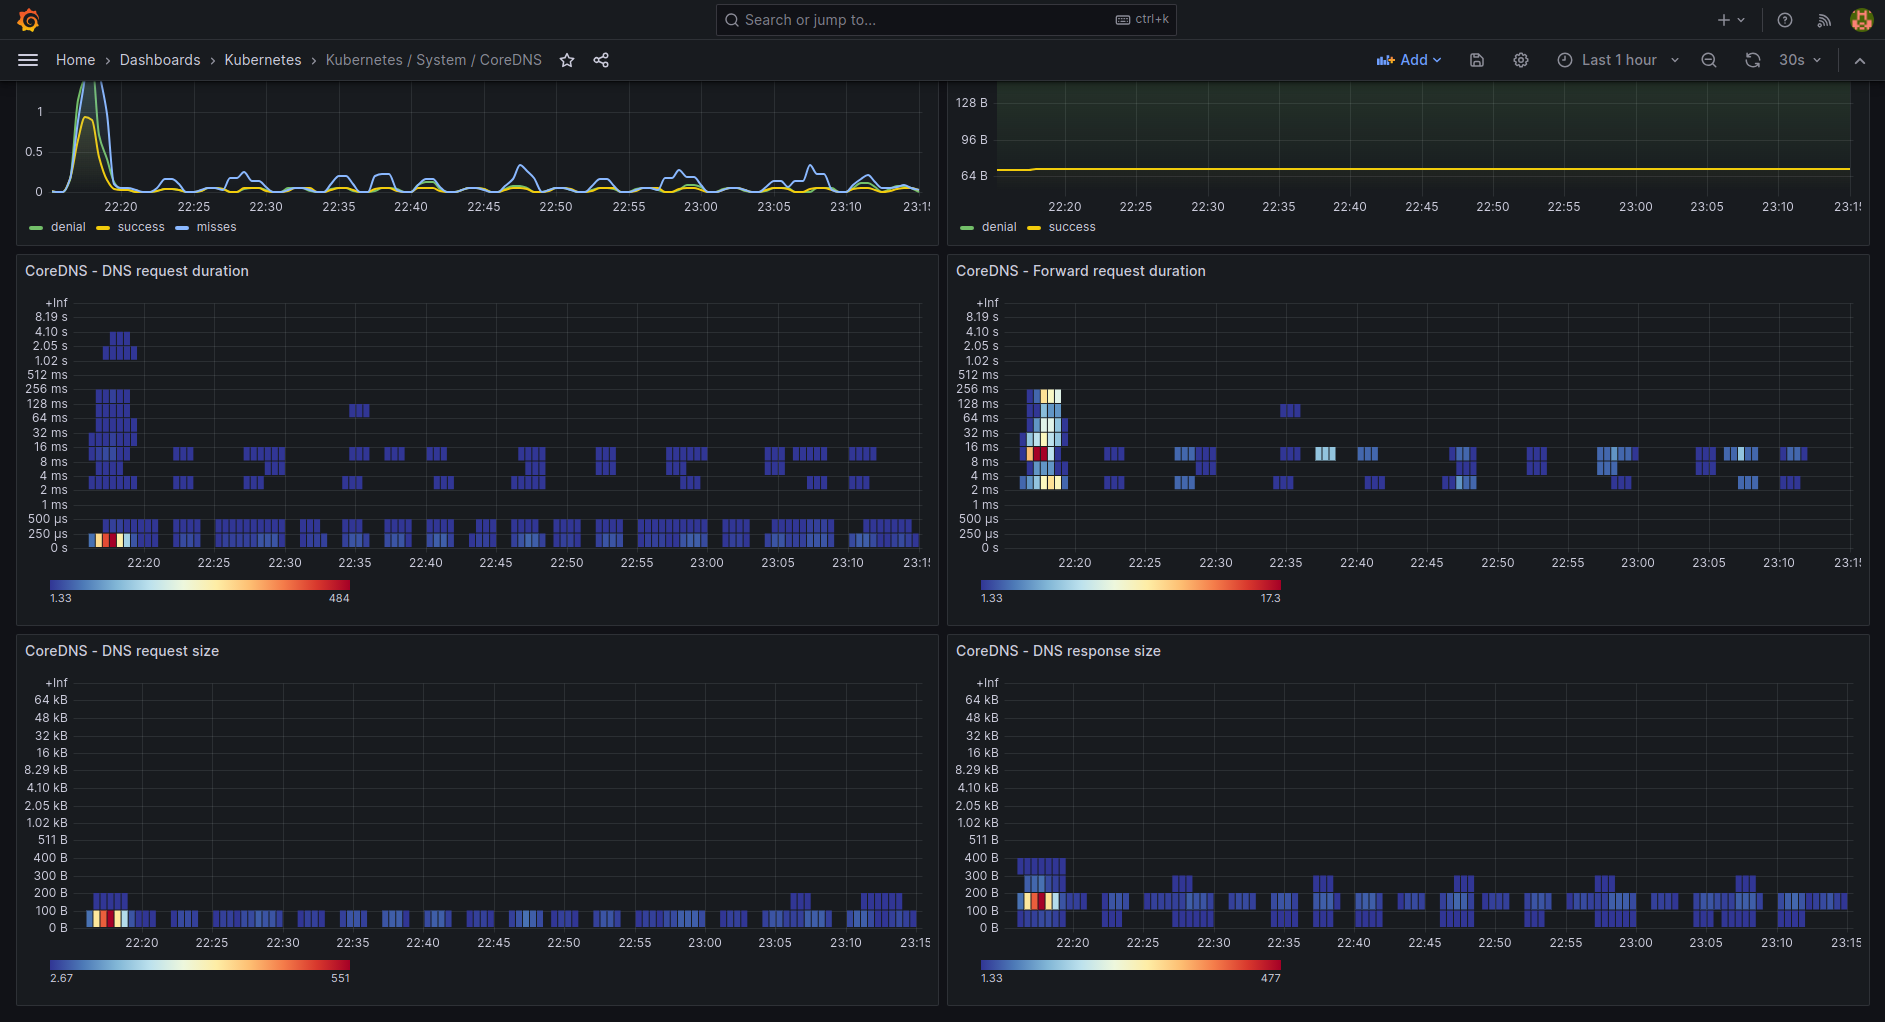 Search or jump to... ctrl+k
Home › Dashboards › Kubernetes › Kubernetes / System / CoreDNS
Add
Last 1 hour
30s
1
0.5
0
22:20 22:25 22:30 22:35 22:40 22:45 22:50 22:55 23:00 23:05 23:10 23:15
denial success misses
128 B
96 B
64 B
22:20 22:25 22:30 22:35 22:40 22:45 22:50 22:55 23:00 23:05 23:10 23:15
denial success
CoreDNS - DNS request duration
+Inf
8.19 s
4.10 s
2.05 s
1.02 s
512 ms
256 ms
128 ms
64 ms
32 ms
16 ms
8 ms
4 ms
2 ms
1 ms
500 µs
250 µs
0 s
22:20 22:25 22:30 22:35 22:40 22:45 22:50 22:55 23:00 23:05 23:10 23:15
1.33 484
CoreDNS - Forward request duration
+Inf
8.19 s
4.10 s
2.05 s
1.02 s
512 ms
256 ms
128 ms
64 ms
32 ms
16 ms
8 ms
4 ms
2 ms
1 ms
500 µs
250 µs
0 s
22:20 22:25 22:30 22:35 22:40 22:45 22:50 22:55 23:00 23:05 23:10 23:15
1.33 17.3
CoreDNS - DNS request size
+Inf
64 kB
48 kB
32 kB
16 kB
8.29 kB
4.10 kB
2.05 kB
1.02 kB
511 B
400 B
300 B
200 B
100 B
0 B
22:20 22:25 22:30 22:35 22:40 22:45 22:50 22:55 23:00 23:05 23:10 23:15
2.67 551
CoreDNS - DNS response size
+Inf
64 kB
48 kB
32 kB
16 kB
8.29 kB
4.10 kB
2.05 kB
1.02 kB
511 B
400 B
300 B
200 B
100 B
0 B
22:20 22:25 22:30 22:35 22:40 22:45 22:50 22:55 23:00 23:05 23:10 23:15
1.33 477